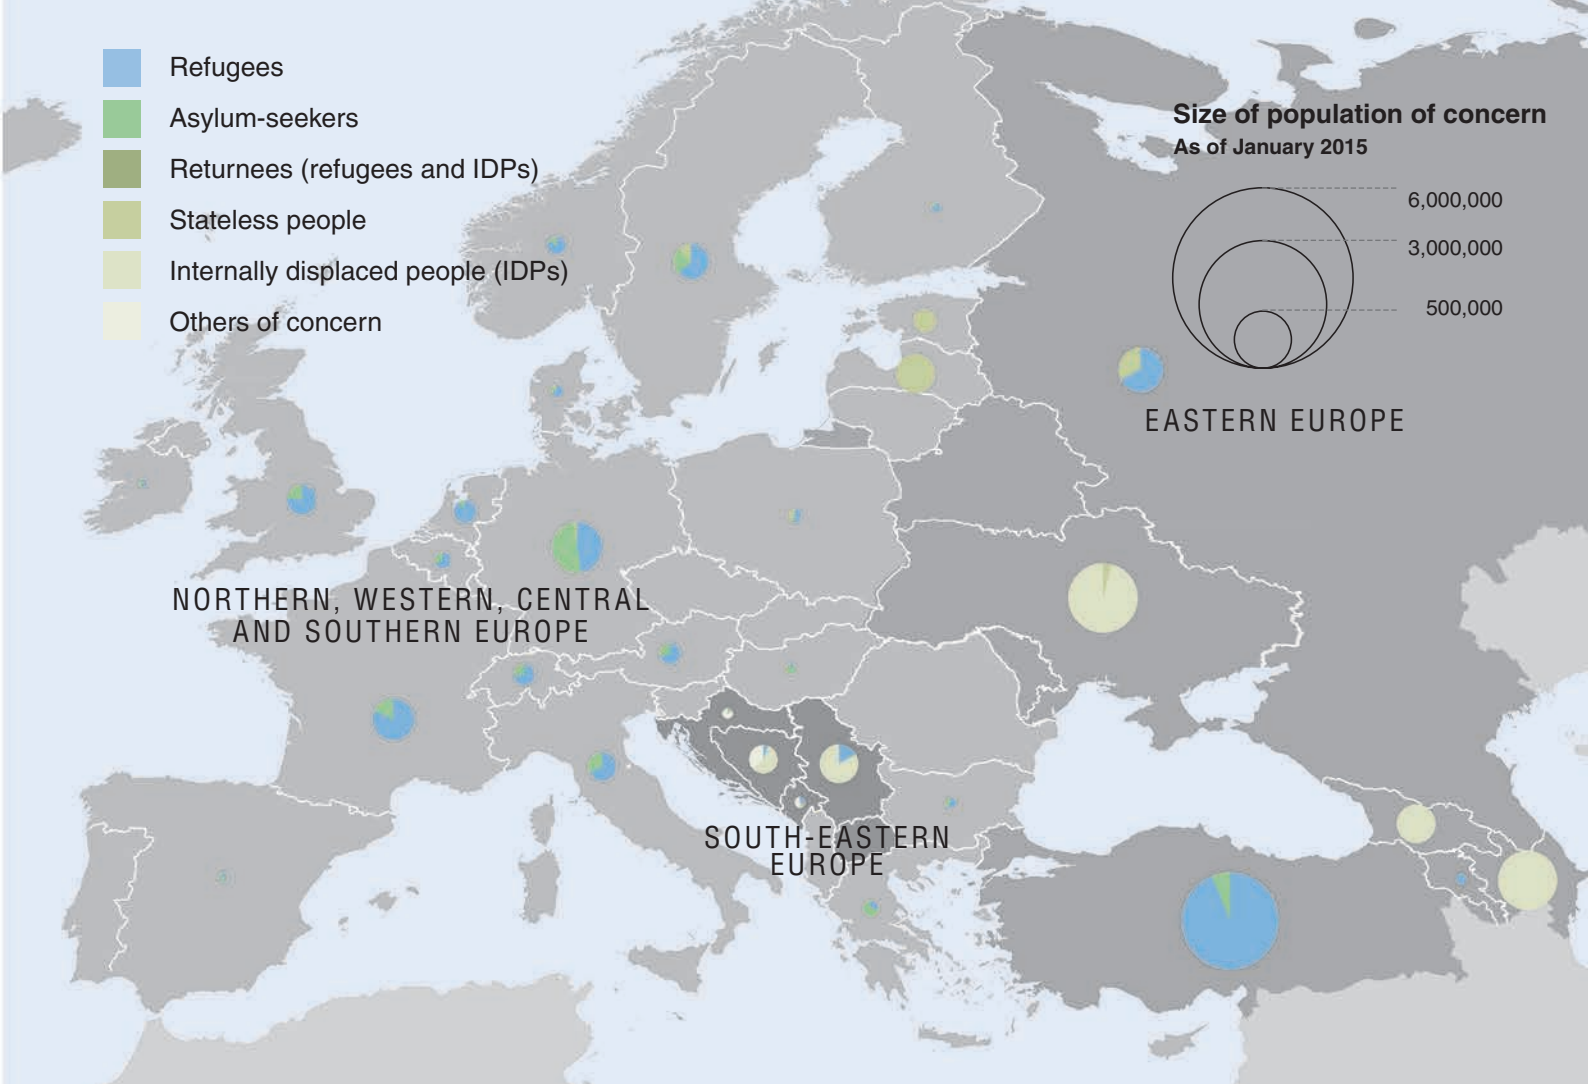 Refugees
Asylum-seekers
Returnees (refugees and IDPs)
Stateless people
Internally displaced people (IDPs)
Others of concern
Size of population of concern
As of January 2015
6,000,000
3,000,000
500,000
EASTERN EUROPE
NORTHERN, WESTERN, CENTRAL
AND SOUTHERN EUROPE
SOUTH-EASTERN
EUROPE